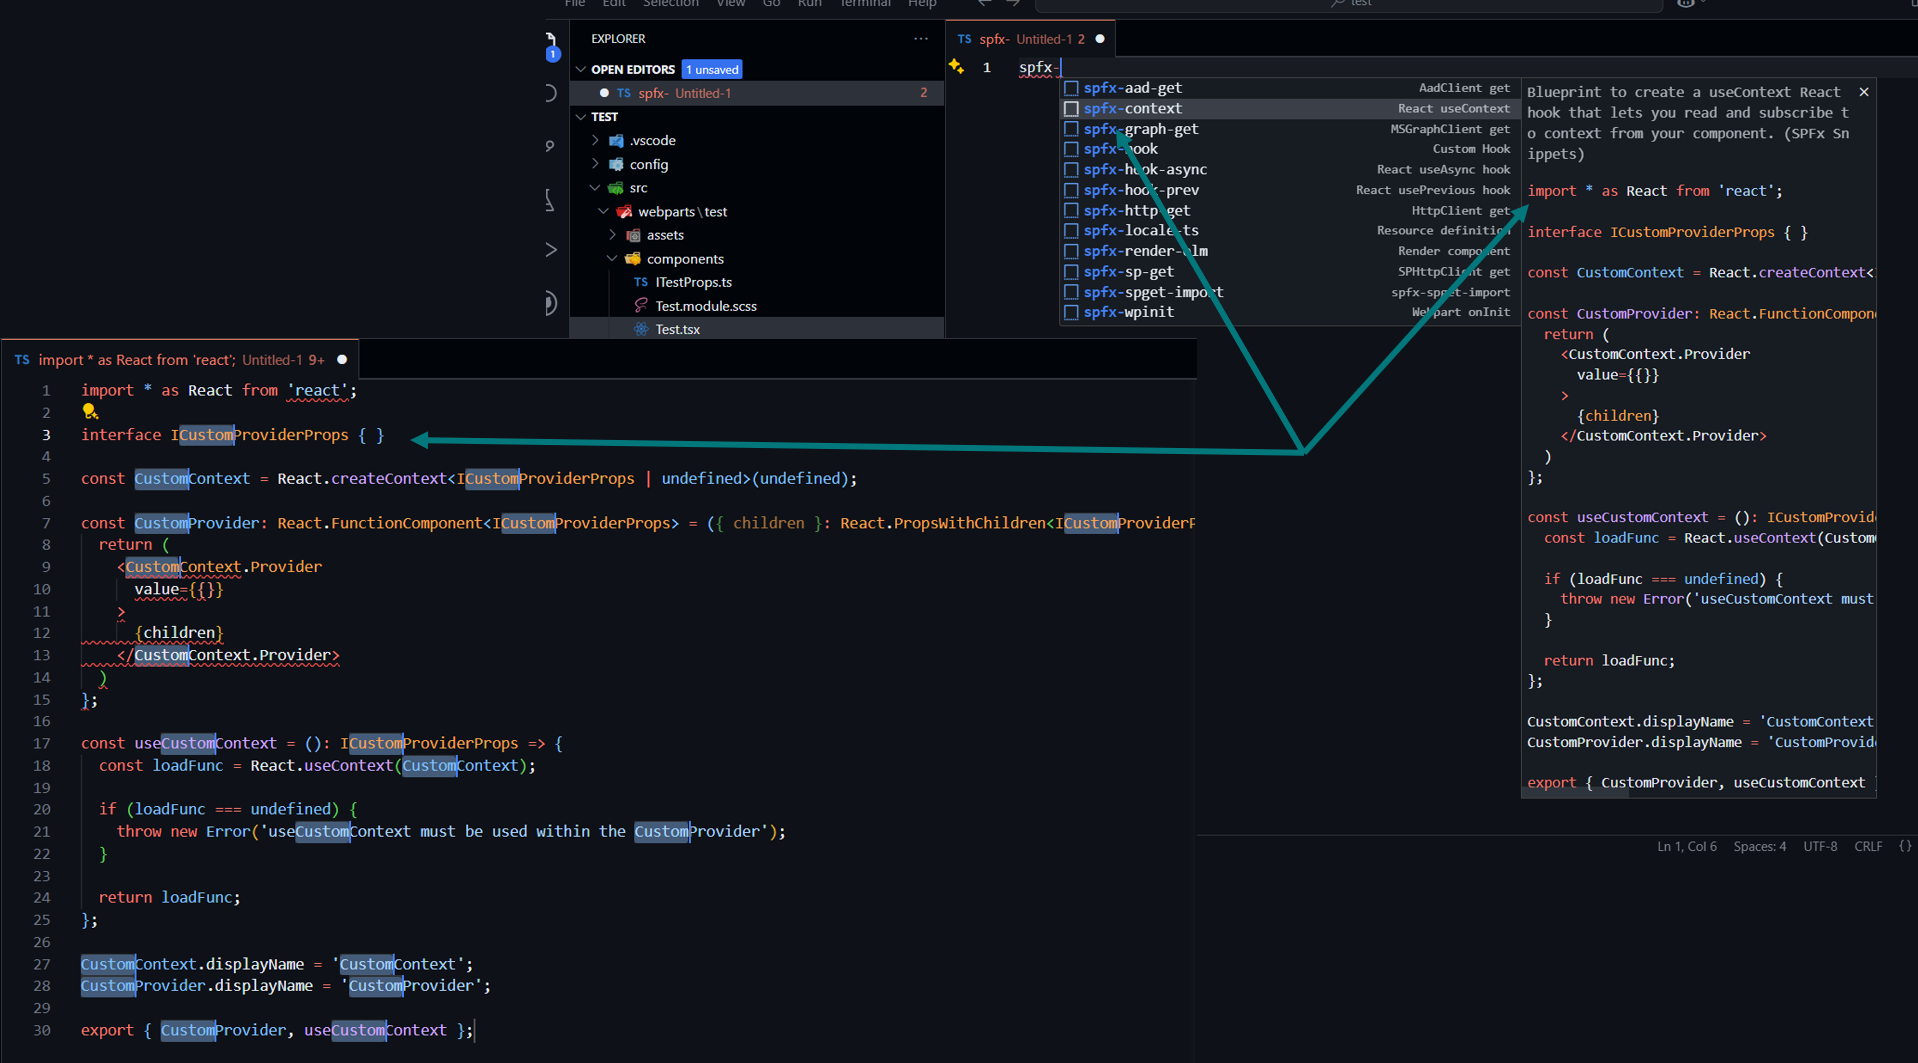 File Edit Selection View Go Run Terminal Help
test
EXPLORER
1
OPEN EDITORS 1 unsaved
TS spfx- Untitled-1 2
TEST
.vscode
config
src
webparts\test
assets
components
TS ITestProps.ts
Test.module.scss
Test.tsx
TS spfx- Untitled-1 2
1 spfx-
spfx-aad-get AadClient get
spfx-context React useContext
spfx-graph-get MSGraphClient get
spfx-hook Custom Hook
spfx-hook-async React useAsync hook
spfx-hook-prev React usePrevious hook
spfx-http-get HttpClient get
spfx-locale-ts Resource definition
spfx-render-elm Render component
spfx-sp-get SPHttpClient get
spfx-spget-import spfx-spget-import
spfx-wpinit Webpart onInit
Blueprint to create a useContext React
hook that lets you read and subscribe t
o context from your component. (SPFx Sn
ippets)
import * as React from 'react';
interface ICustomProviderProps { }
const CustomContext = React.createContext<
const CustomProvider: React.FunctionCompon
return (
<CustomContext.Provider
value={{}}
>
{children}
</CustomContext.Provider>
)
};
const useCustomContext = (): ICustomProvid
const loadFunc = React.useContext(Custom
if (loadFunc === undefined) {
throw new Error('useCustomContext must
}
return loadFunc;
};
CustomContext.displayName = 'CustomContext
CustomProvider.displayName = 'CustomProvid
export { CustomProvider, useCustomContext }
TS import * as React from 'react'; Untitled-1 9+
1 import * as React from 'react';
2
3 interface ICustomProviderProps { }
4
5 const CustomContext = React.createContext<ICustomProviderProps | undefined>(undefined);
6
7 const CustomProvider: React.FunctionComponent<ICustomProviderProps> = ({ children }: React.PropsWithChildren<ICustomProviderP
8 return (
9 <CustomContext.Provider
10 value={{}}
11 >
12 {children}
13 </CustomContext.Provider>
14 )
15 };
16
17 const useCustomContext = (): ICustomProviderProps => {
18 const loadFunc = React.useContext(CustomContext);
19
20 if (loadFunc === undefined) {
21 throw new Error('useCustomContext must be used within the CustomProvider');
22 }
23
24 return loadFunc;
25 };
26
27 CustomContext.displayName = 'CustomContext';
28 CustomProvider.displayName = 'CustomProvider';
29
30 export { CustomProvider, useCustomContext };
Ln 1, Col 6 Spaces: 4 UTF-8 CRLF {}